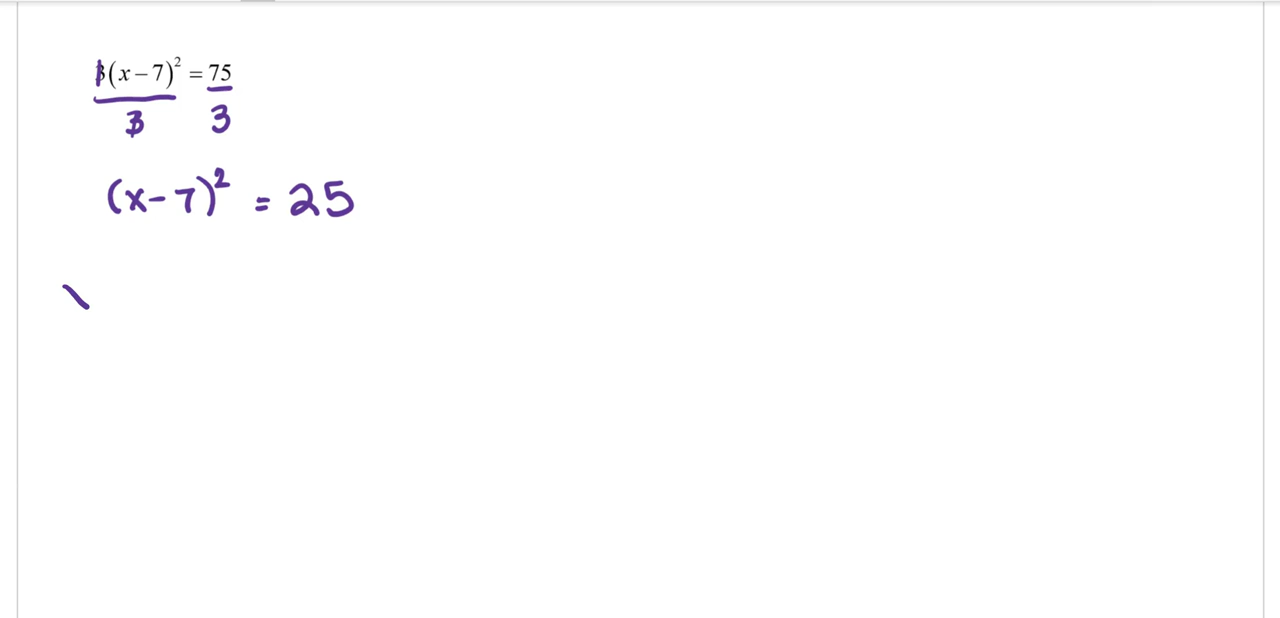 3(x−7)² = 75
3 3
(x-7)² = 25